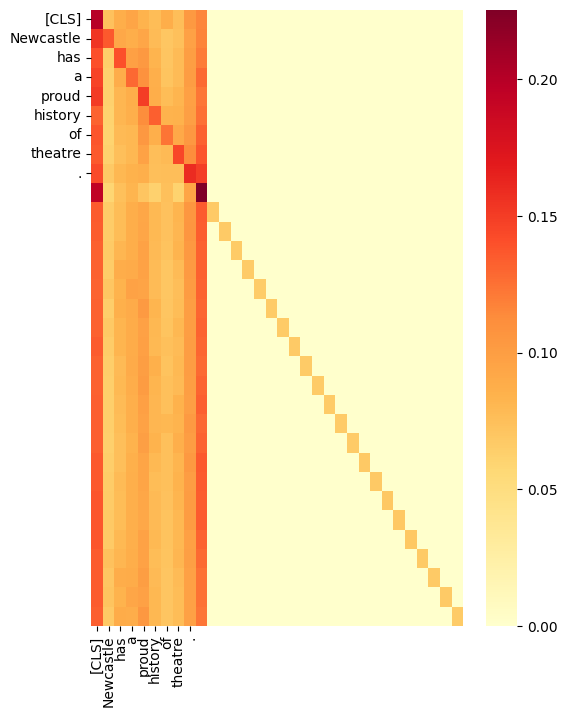 [CLS]
Newcastle
has
a
proud
history
of
theatre
.
0.20
0.15
0.10
0.05
0.00
[CLS]
Newcastle
has
a
proud
history
of
theatre
.